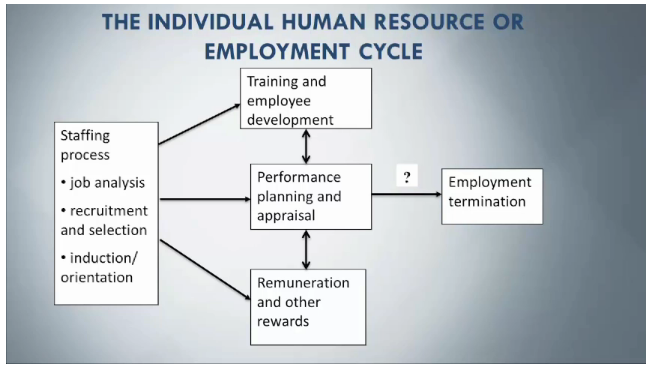 THE INDIVIDUAL HUMAN RESOURCE OR
EMPLOYMENT CYCLE
Training and
employee
development
Staffing
process
• job analysis
• recruitment
and selection
• induction/
orientation
Performance
planning and
appraisal
?
Employment
termination
Remuneration
and other
rewards